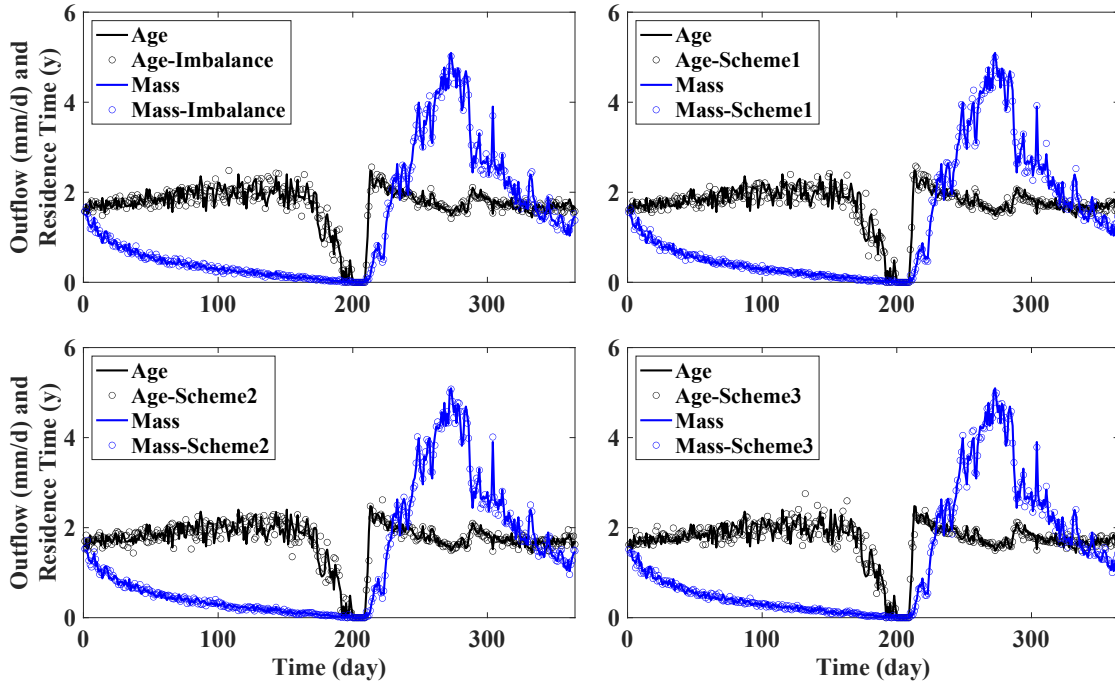 Outflow (mm/d) and
Residence Time (y)
6
4
2
0
Age
Age-Imbalance
Mass
Mass-Imbalance
0 100 200 300
6
4
2
0
Age
Age-Scheme1
Mass
Mass-Scheme1
0 100 200 300
Outflow (mm/d) and
Residence Time (y)
6
4
2
0
Age
Age-Scheme2
Mass
Mass-Scheme2
0 100 200 300
Time (day)
6
4
2
0
Age
Age-Scheme3
Mass
Mass-Scheme3
0 100 200 300
Time (day)